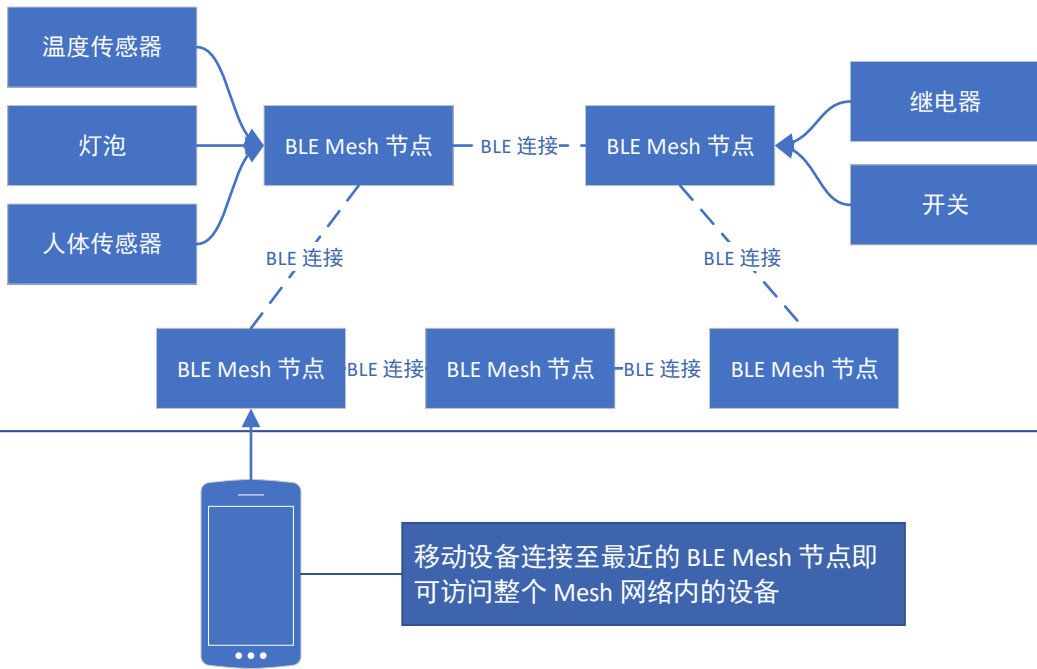 温度传感器
灯泡
人体传感器
BLE Mesh 节点
BLE 连接
BLE Mesh 节点
继电器
开关
BLE 连接
BLE 连接
BLE Mesh 节点
BLE 连接
BLE Mesh 节点
BLE 连接
BLE Mesh 节点
移动设备连接至最近的 BLE Mesh 节点即
可访问整个 Mesh 网络内的设备